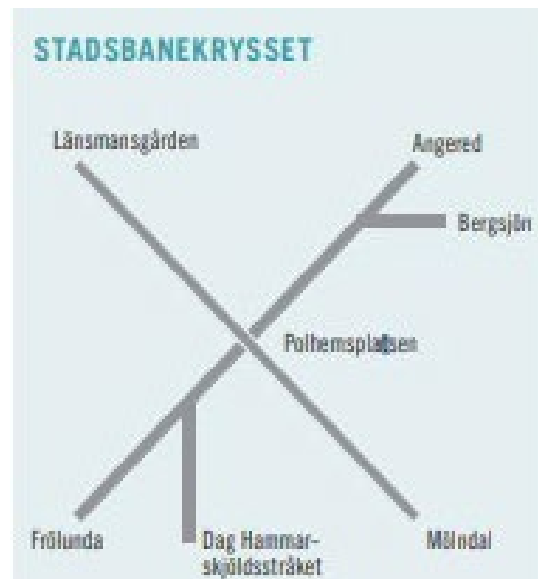 STADSBANEKRYSSET
Länsmansgården
Angered
Bergsjön
Polhemsplatsen
Frölunda
Dag Hammar-
skjöldsstråket
Mölndal